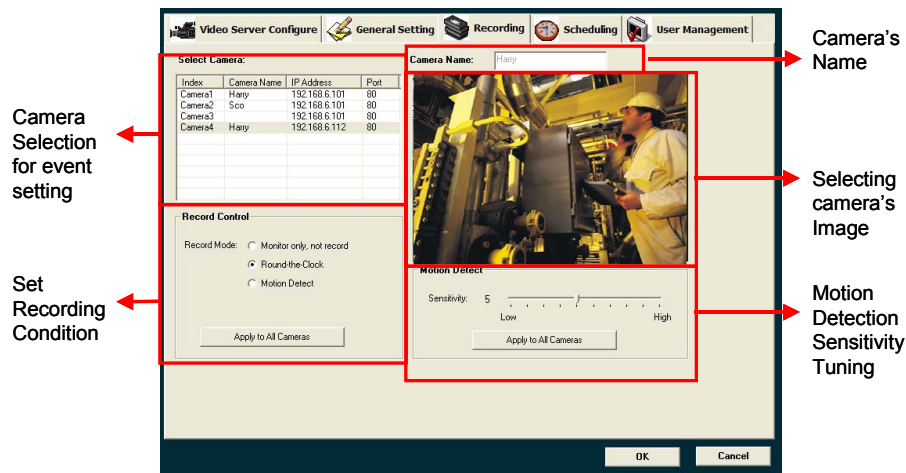 Video Server Configure General Setting Recording Scheduling User Management
Select Camera:
Index Camera Name IP Address Port
Camera1 Harry 192.168.6.101 80
Camera2 Sco 192.168.6.101 80
Camera3 192.168.6.101 80
Camera4 Harry 192.168.6.112 80
Camera Name: Harry
Camera's
Name
Camera
Selection
for event
setting
Selecting
camera's
Image
Record Control
Record Mode: Monitor only, not record
Round-the-Clock
Motion Detect
Apply to All Cameras
Set
Recording
Condition
Motion Detect
Sensitivity: 5
Low High
Apply to All Cameras
Motion
Detection
Sensitivity
Tuning
OK Cancel